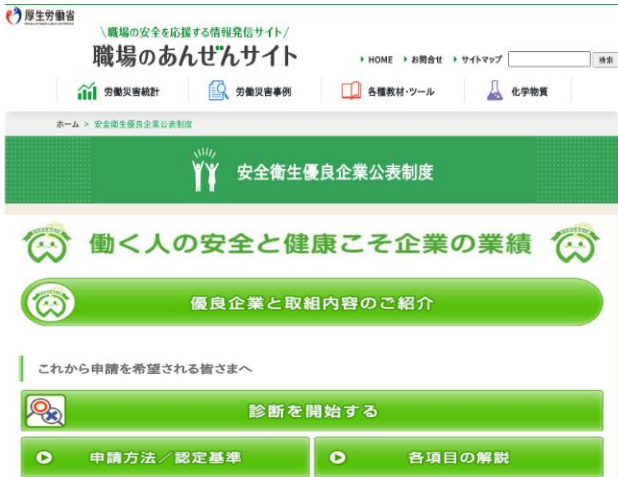 厚生労働省
\職場の安全を応援する情報発信サイト/
職場のあんぜんサイト
HOME お問合せ サイトマップ 検索
労働災害統計 労働災害事例 各種教材・ツール 化学物質
ホーム > 安全衛生優良企業公表制度
安全衛生優良企業公表制度
働く人の安全と健康こそ企業の業績
優良企業と取組内容のご紹介
これから申請を希望される皆さまへ
診断を開始する
申請方法/認定基準 各項目の解説